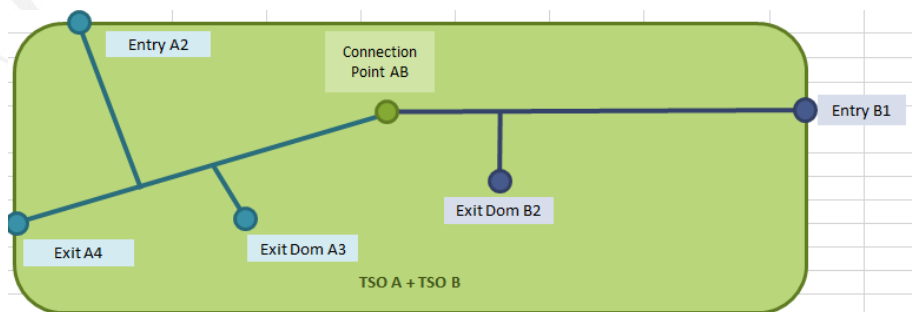 Entry A2
Connection
Point AB
Entry B1
Exit Dom B2
Exit A4
Exit Dom A3
TSO A + TSO B